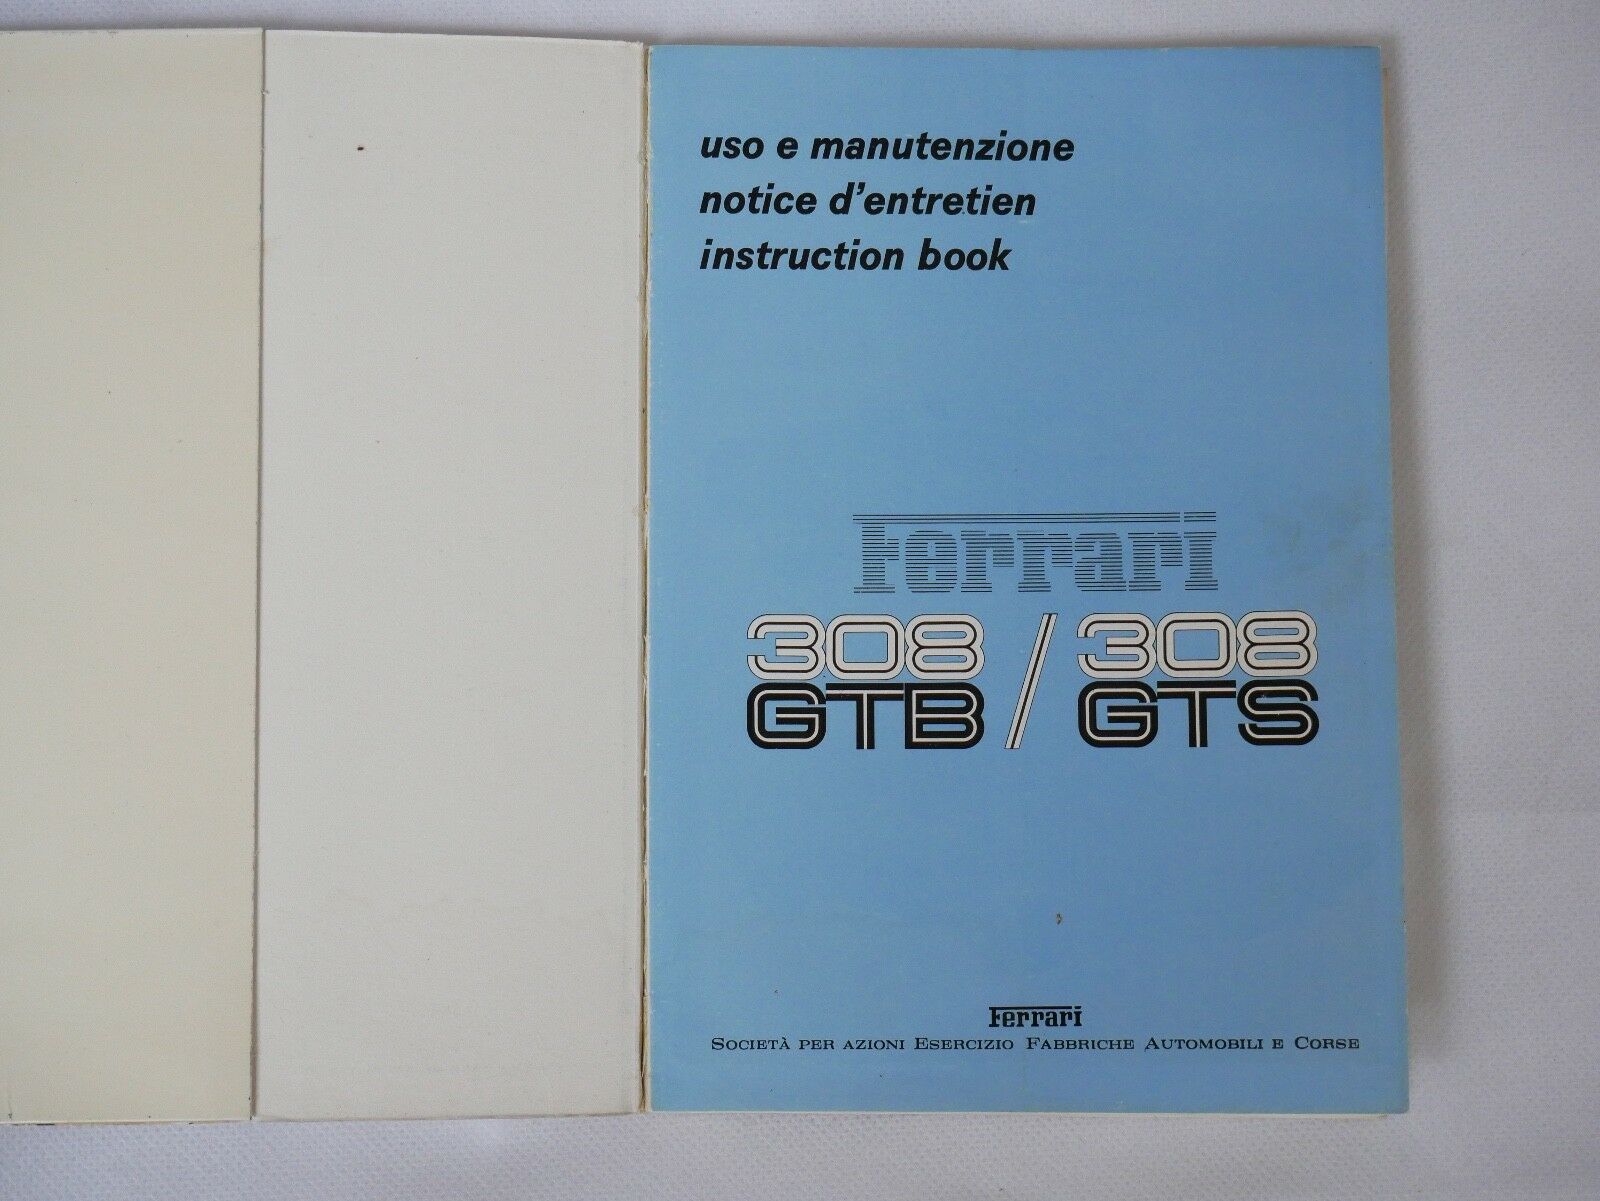 uso e manutenzione
notice d'entretien
instruction book
Ferrari
308 / 308
GTB / GTS
Ferrari
Società per azioni Esercizio Fabbriche Automobili e Corse